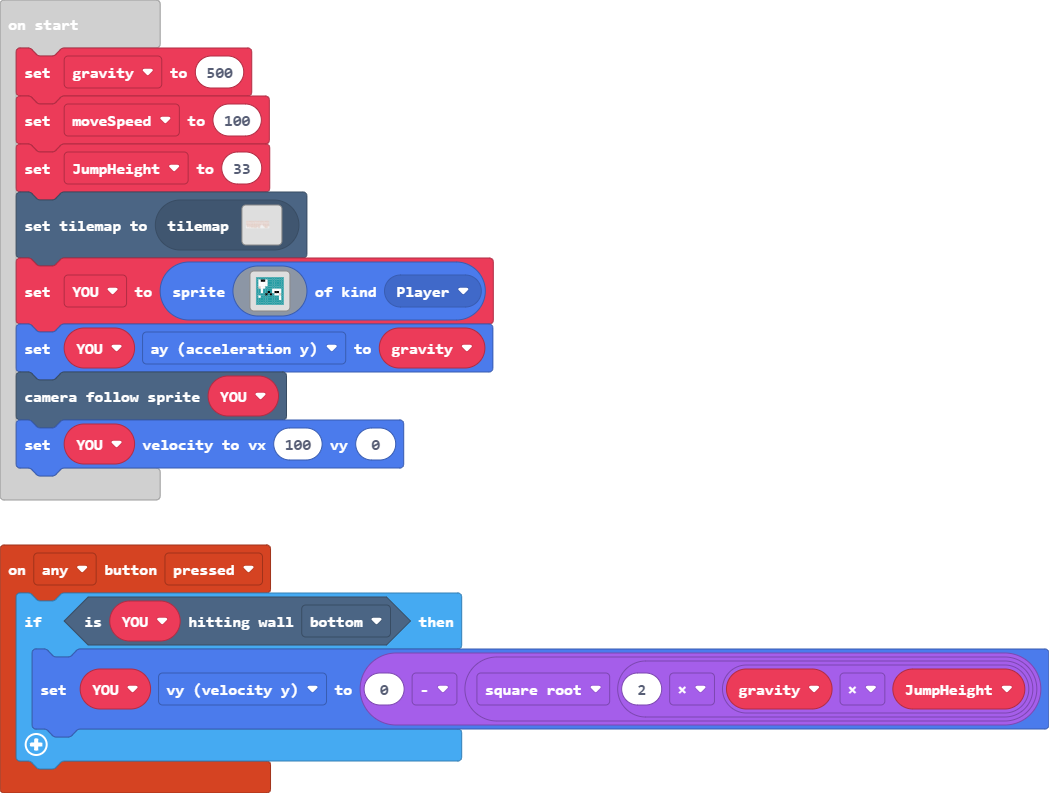 on start
set gravity to 500
set moveSpeed to 100
set JumpHeight to 33
set tilemap to tilemap
set YOU to sprite of kind Player
set YOU ay (acceleration y) to gravity
camera follow sprite YOU
set YOU velocity to vx 100 vy 0
on any button pressed
if is YOU hitting wall bottom then
set YOU vy (velocity y) to 0 - square root 2 × gravity × JumpHeight